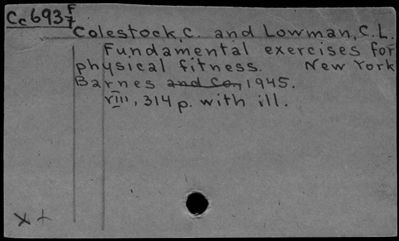 Cc693 F/7
Colestock, C. and Lowman, C.L.
Fundamental exercises for
physical fitness. New York
Barnes and Co, 1945.
VIII, 314 p. with ill.
x +